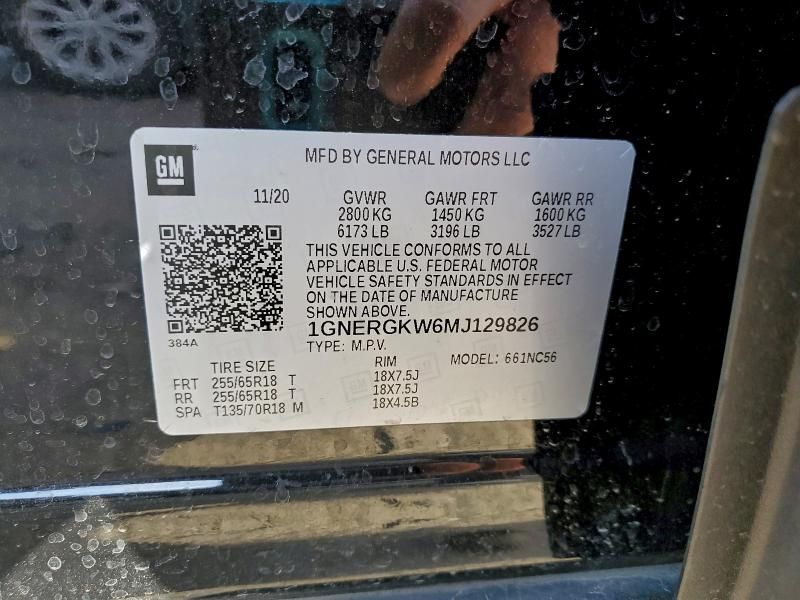 GM
MFD BY GENERAL MOTORS LLC
11/20 GVWR GAWR FRT GAWR RR
2800 KG 1450 KG 1600 KG
6173 LB 3196 LB 3527 LB
THIS VEHICLE CONFORMS TO ALL
APPLICABLE U.S. FEDERAL MOTOR
VEHICLE SAFETY STANDARDS IN EFFECT
ON THE DATE OF MANUFACTURE
SHOWN ABOVE.
384A
1GNERGKW6MJ129826
TYPE: M.P.V. MODEL: 661NC56
TIRE SIZE RIM
FRT 255/65R18 T 18X7.5J
RR 255/65R18 T 18X7.5J
SPA T135/70R18 M 18X4.5B